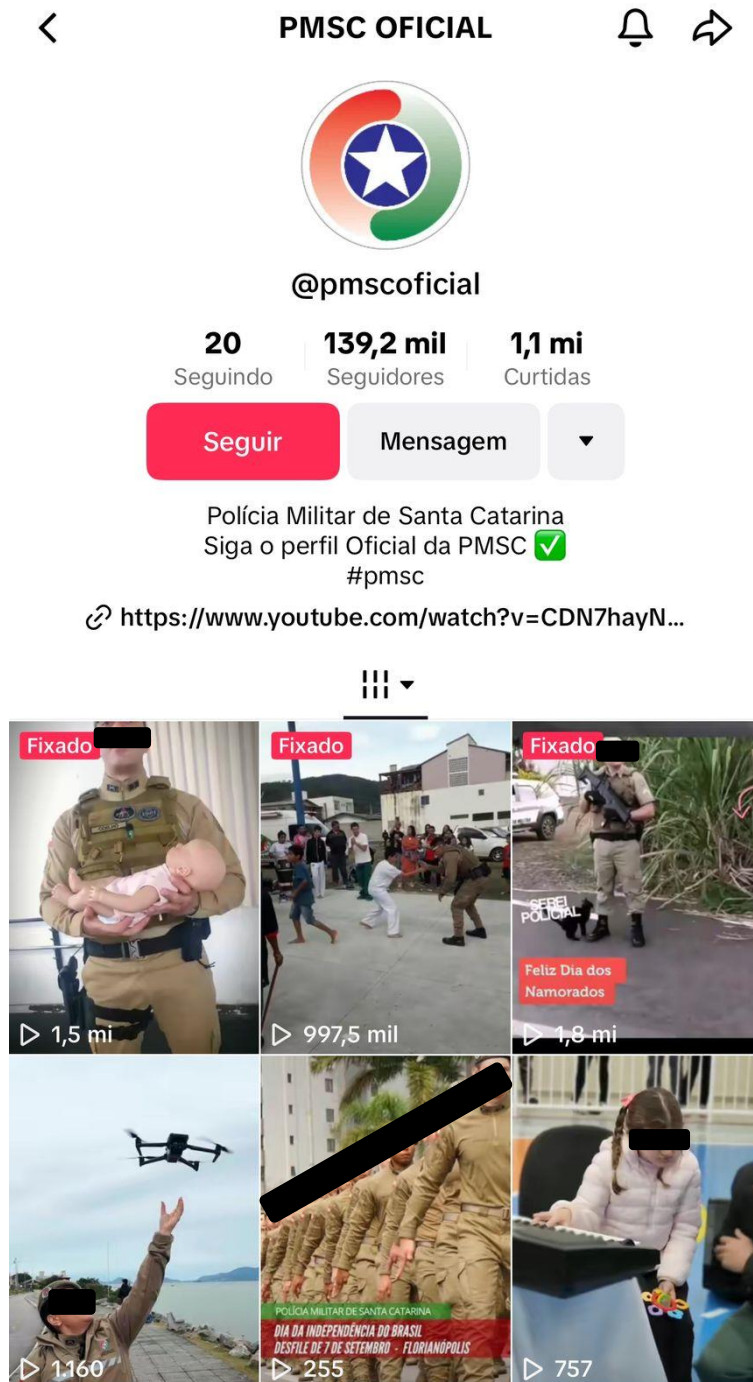 PMSC OFICIAL
@pmscoficial
20
Seguindo
139,2 mil
Seguidores
1,1 mi
Curtidas
Seguir
Mensagem
Polícia Militar de Santa Catarina
Siga o perfil Oficial da PMSC ✅
#pmsc
https://www.youtube.com/watch?v=CDN7hayN...
Fixado
1,5 mi
Fixado
997,5 mil
Fixado
SEREI
POLICIAL
Feliz Dia dos
Namorados
1,8 mi
1.160
POLÍCIA MILITAR DE SANTA CATARINA
DIA DA INDEPENDÊNCIA DO BRASIL
DESFILE DE 7 DE SETEMBRO - FLORIANÓPOLIS
255
757